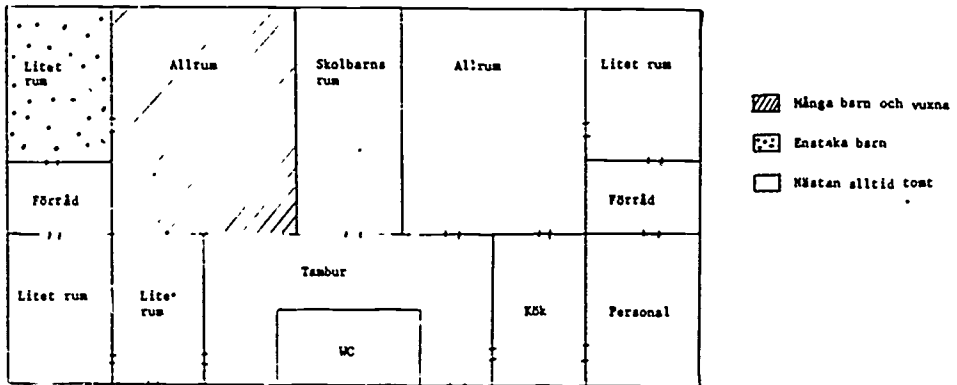 Litet
rum
Allrum
Skolbarns
rum
Allrum
Litet rum
Många barn och vuxna
Enstaka barn
Nästan alltid tomt
Förråd
Förråd
Litet rum
Litet
rum
Tambur
WC
Kök
Personal